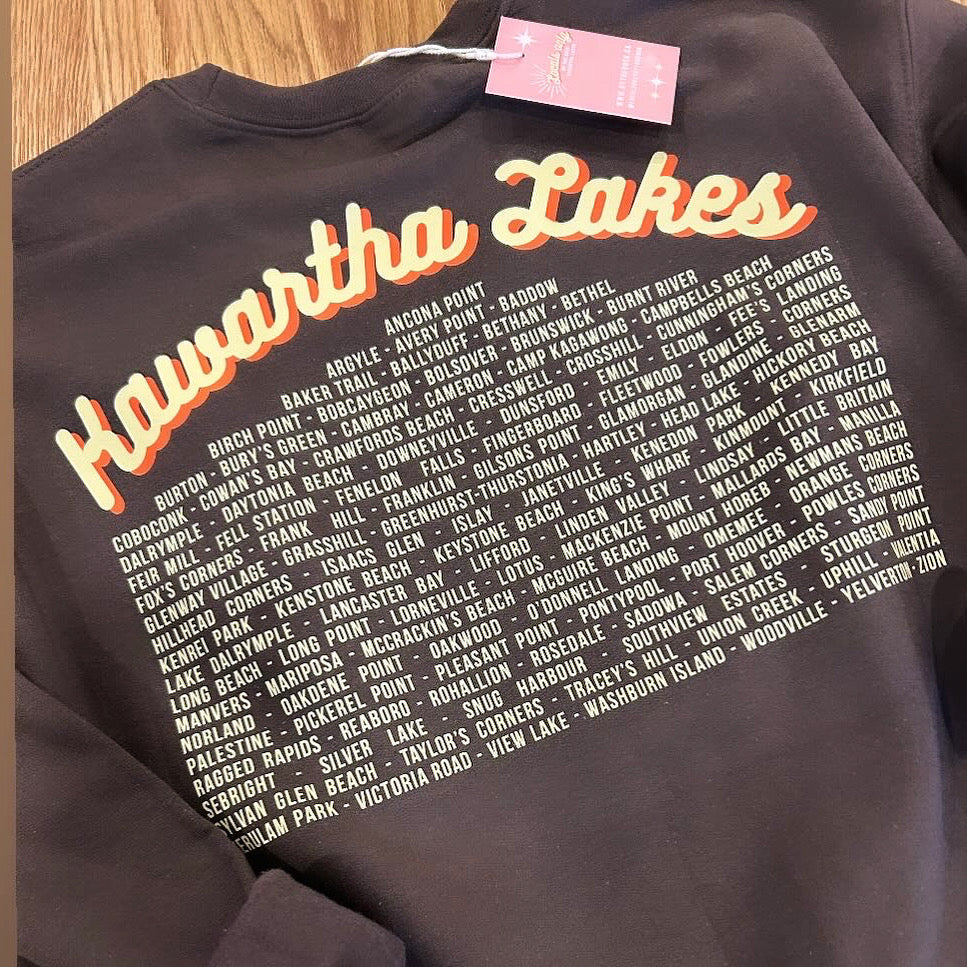 Locals Only
Kawartha Lakes
ANCONA POINT
ARGYLE - AVERY POINT - BADDOW
BAKER TRAIL - BALLYDUFF - BETHANY - BETHEL
BIRCH POINT - BOBCAYGEON - BOLSOVER - BRUNSWICK - BURNT RIVER
BURTON - BURY'S GREEN - CAMBRAY - CAMERON - CAMP KAGAWONG - CAMPBELLS BEACH
COBOCONK - COWAN'S BAY - CRAWFORDS BEACH - CRESSWELL - CROSSHILL - CUNNINGHAM'S CORNERS
DALRYMPLE - DAYTONIA BEACH - DOWNEYVILLE - DUNSFORD - EMILY - ELDON - FEE'S LANDING
FEIR MILL - FELL STATION - FENELON FALLS - FINGERBOARD - FLEETWOOD - FOWLERS CORNERS
FOX'S CORNERS - FRANK HILL - FRANKLIN - GILSONS POINT - GLAMORGAN - GLANDINE - GLENARM
GLENWAY VILLAGE - GRASSHILL - GREENHURST-THURSTONIA - HARTLEY - HEAD LAKE - HICKORY BEACH
HILLHEAD CORNERS - ISAACS GLEN - ISLAY - JANETVILLE - KENEDON PARK - KENNEDY BAY
KENREI PARK - KENSTONE BEACH - KEYSTONE BEACH - KING'S WHARF - KINMOUNT - KIRKFIELD
LAKE DALRYMPLE - LANCASTER BAY - LIFFORD - LINDEN VALLEY - LINDSAY - LITTLE BRITAIN
LONG BEACH - LONG POINT - LORNEVILLE - LOTUS - MACKENZIE POINT - MALLARDS BAY - MANILLA
MANVERS - MARIPOSA - MCCRACKIN'S BEACH - MCGUIRE BEACH - MOUNT HOREB - NEWMANS BEACH
NORLAND - OAKDENE POINT - OAKWOOD - O'DONNELL LANDING - OMEMEE - ORANGE CORNERS
PALESTINE - PICKEREL POINT - PLEASANT POINT - PONTYPOOL - PORT HOOVER - POWLES CORNERS
RAGGED RAPIDS - REABORO - ROHALLION - ROSEDALE - SADOWA - SALEM CORNERS - SANDY POINT
SEBRIGHT - SILVER LAKE - SNUG HARBOUR - SOUTHVIEW ESTATES - STURGEON POINT
SYLVAN GLEN BEACH - TAYLOR'S CORNERS - TRACEY'S HILL - UNION CREEK - UPHILL - VALENTIA
VERULAM PARK - VICTORIA ROAD - VIEW LAKE - WASHBURN ISLAND - WOODVILLE - YELVERTON - ZION